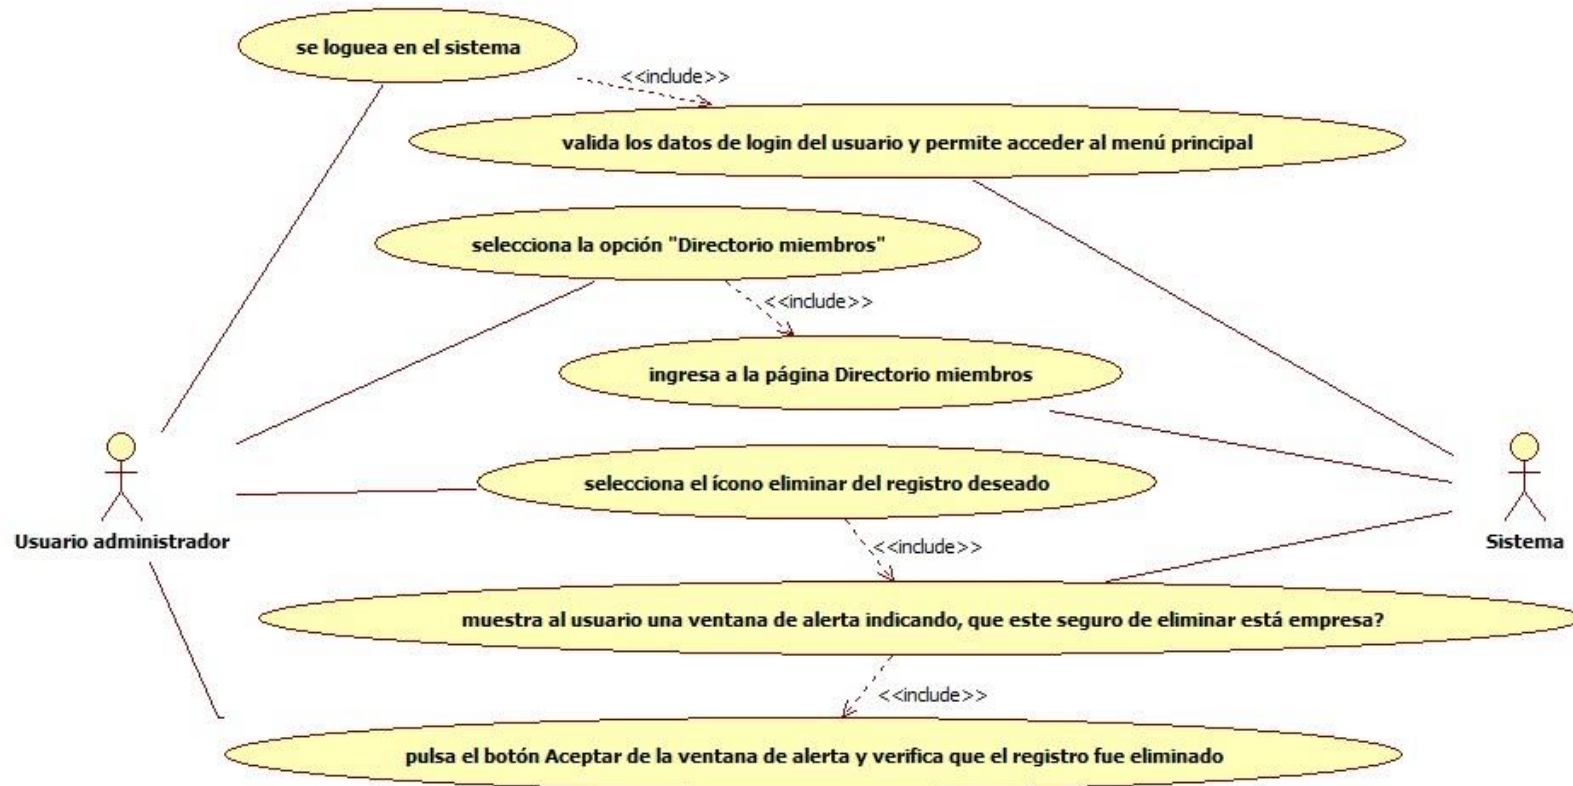 se loguea en el sistema
<<include>>
valida los datos de login del usuario y permite acceder al menú principal
selecciona la opción "Directorio miembros"
<<include>>
ingresa a la página Directorio miembros
selecciona el ícono eliminar del registro deseado
Usuario administrador
Sistema
<<include>>
muestra al usuario una ventana de alerta indicando, que este seguro de eliminar está empresa?
<<include>>
pulsa el botón Aceptar de la ventana de alerta y verifica que el registro fue eliminado